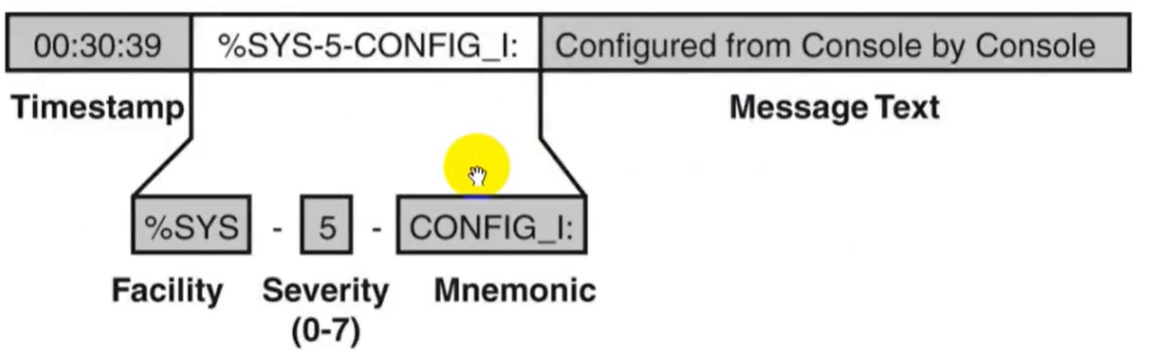 00:30:39 %SYS-5-CONFIG_I: Configured from Console by Console
Timestamp Message Text
%SYS - 5 - CONFIG_I:
Facility Severity Mnemonic
(0-7)